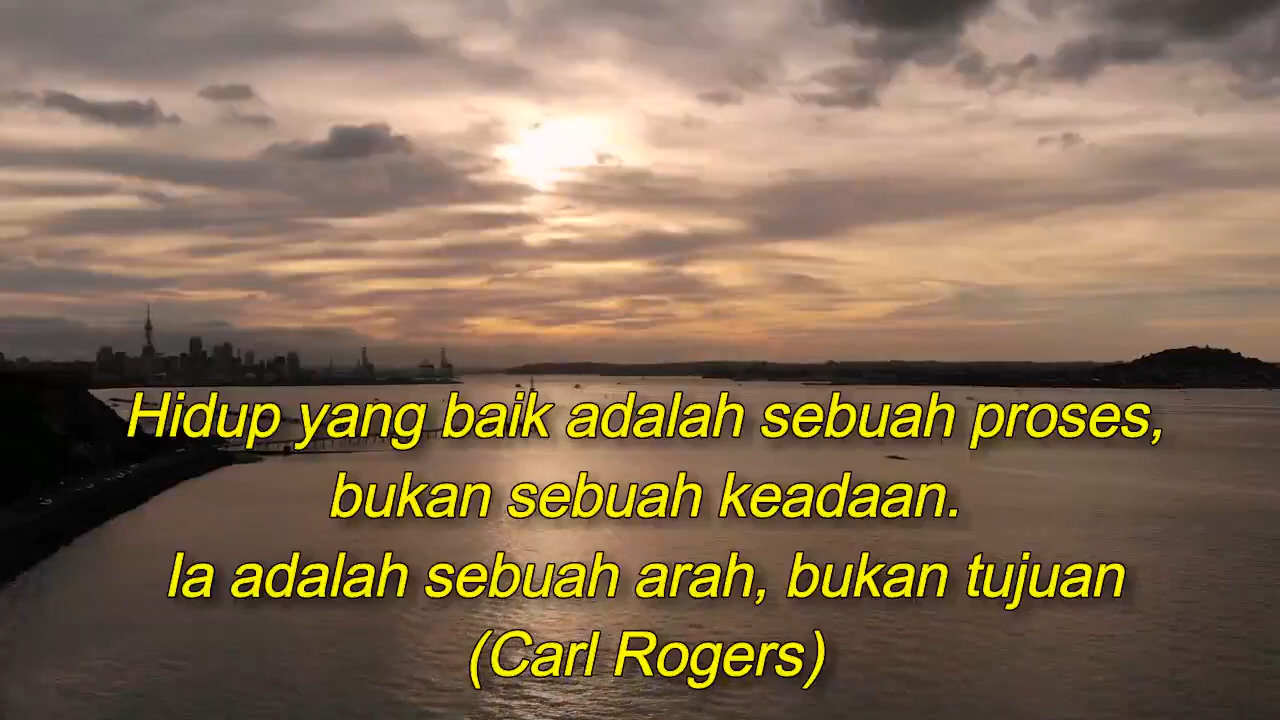 Hidup yang baik adalah sebuah proses,
bukan sebuah keadaan.
Ia adalah sebuah arah, bukan tujuan
(Carl Rogers)